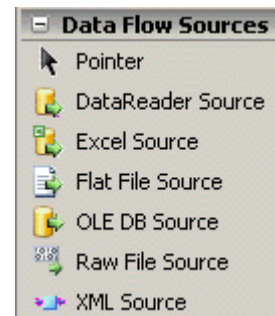 Data Flow Sources
Pointer
DataReader Source
Excel Source
Flat File Source
OLE DB Source
Raw File Source
XML Source